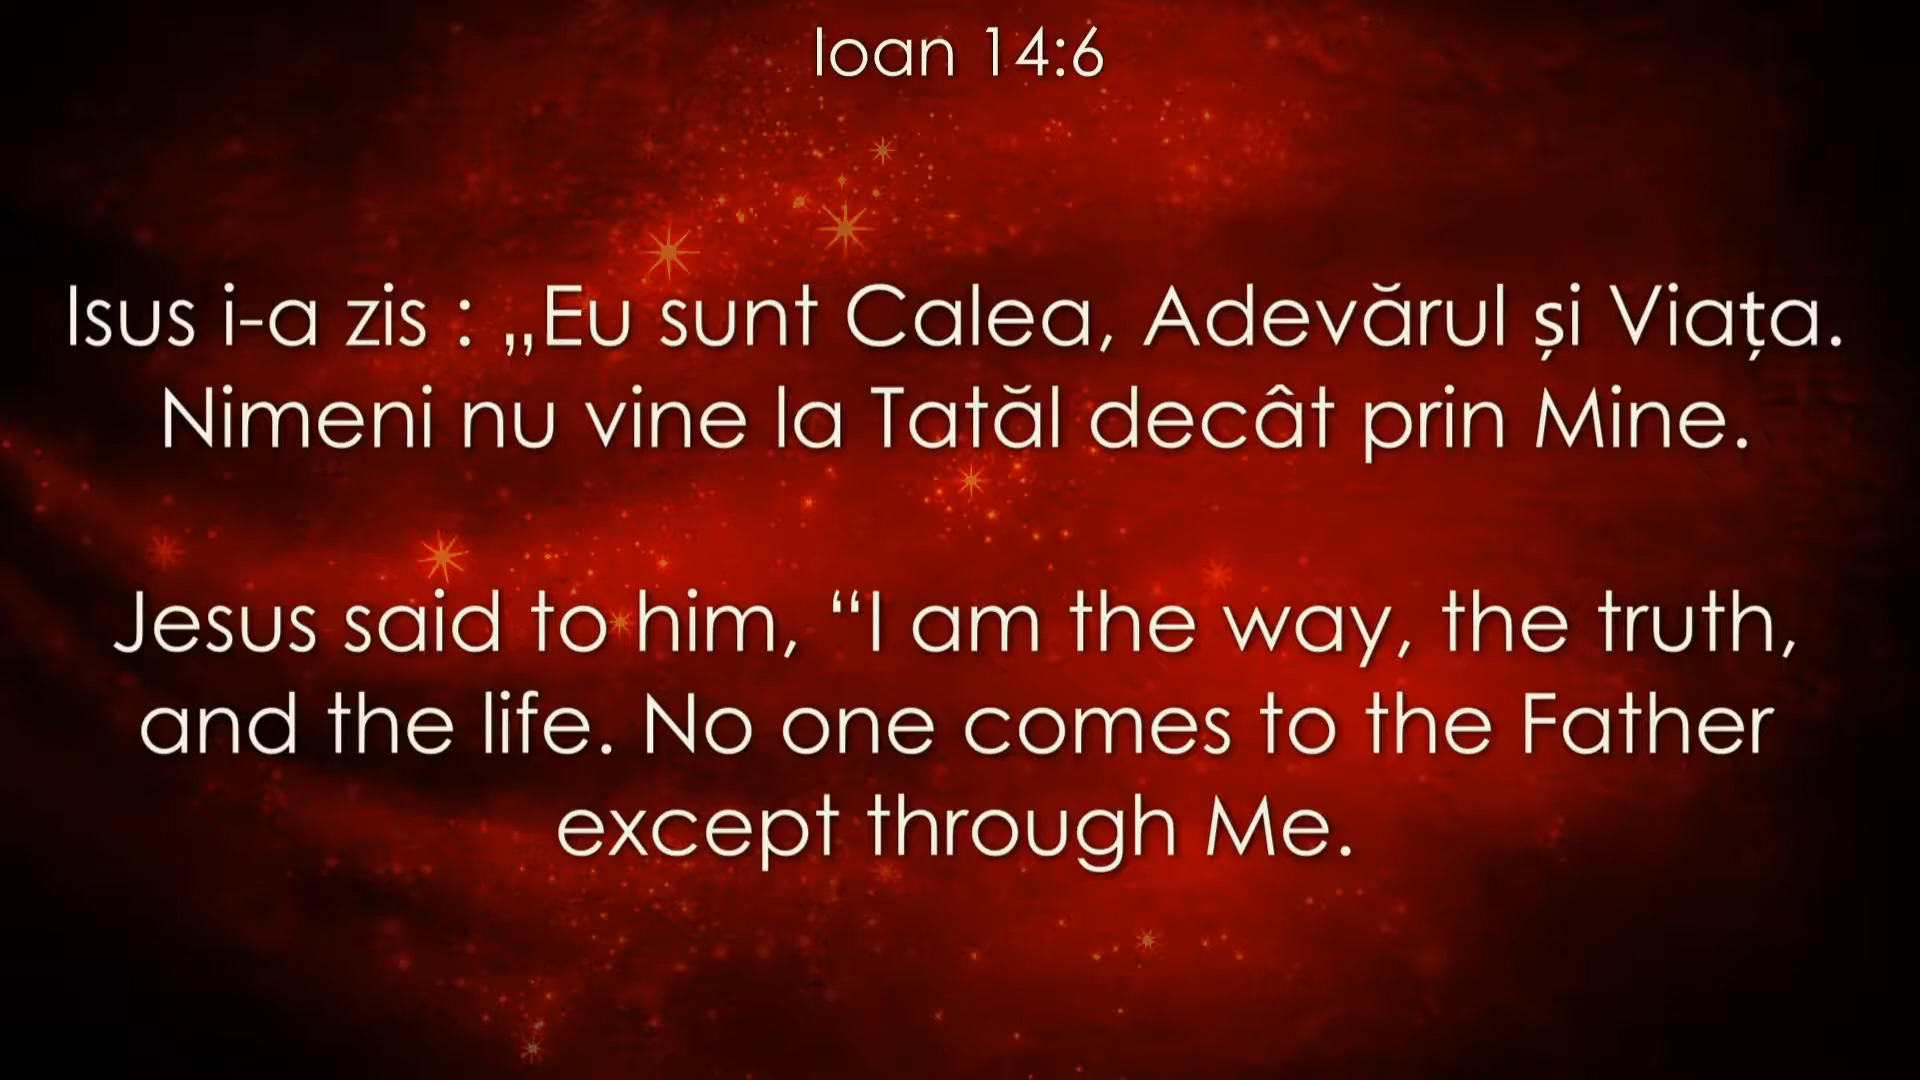 Ioan 14:6
Isus i-a zis : „Eu sunt Calea, Adevărul și Viața.
Nimeni nu vine la Tatăl decât prin Mine.
Jesus said to him, “I am the way, the truth,
and the life. No one comes to the Father
except through Me.